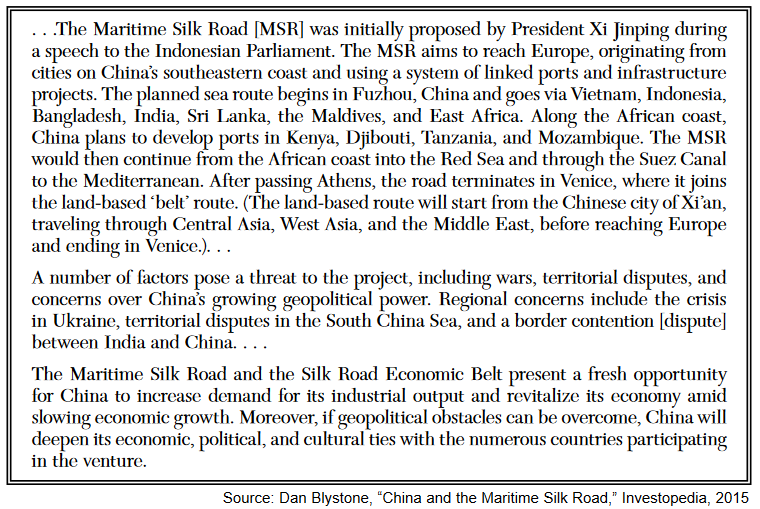 . . .The Maritime Silk Road [MSR] was initially proposed by President Xi Jinping during
a speech to the Indonesian Parliament. The MSR aims to reach Europe, originating from
cities on China’s southeastern coast and using a system of linked ports and infrastructure
projects. The planned sea route begins in Fuzhou, China and goes via Vietnam, Indonesia,
Bangladesh, India, Sri Lanka, the Maldives, and East Africa. Along the African coast,
China plans to develop ports in Kenya, Djibouti, Tanzania, and Mozambique. The MSR
would then continue from the African coast into the Red Sea and through the Suez Canal
to the Mediterranean. After passing Athens, the road terminates in Venice, where it joins
the land-based ‘belt’ route. (The land-based route will start from the Chinese city of Xi’an,
traveling through Central Asia, West Asia, and the Middle East, before reaching Europe
and ending in Venice.). . .
A number of factors pose a threat to the project, including wars, territorial disputes, and
concerns over China’s growing geopolitical power. Regional concerns include the crisis
in Ukraine, territorial disputes in the South China Sea, and a border contention [dispute]
between India and China. . . .
The Maritime Silk Road and the Silk Road Economic Belt present a fresh opportunity
for China to increase demand for its industrial output and revitalize its economy amid
slowing economic growth. Moreover, if geopolitical obstacles can be overcome, China will
deepen its economic, political, and cultural ties with the numerous countries participating
in the venture.
Source: Dan Blystone, “China and the Maritime Silk Road,” Investopedia, 2015